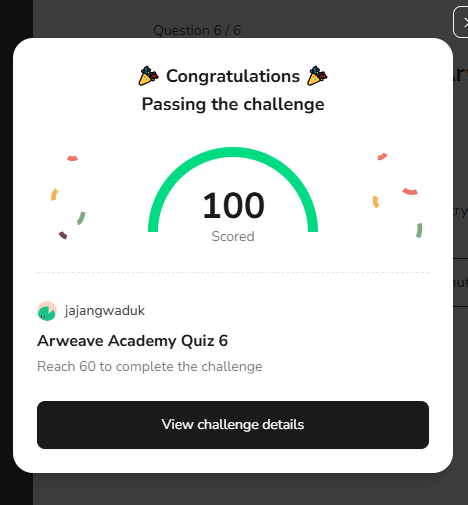 Question 6 / 6
🎉 Congratulations 🎉
Passing the challenge
100
Scored
jajangwaduk
Arweave Academy Quiz 6
Reach 60 to complete the challenge
View challenge details